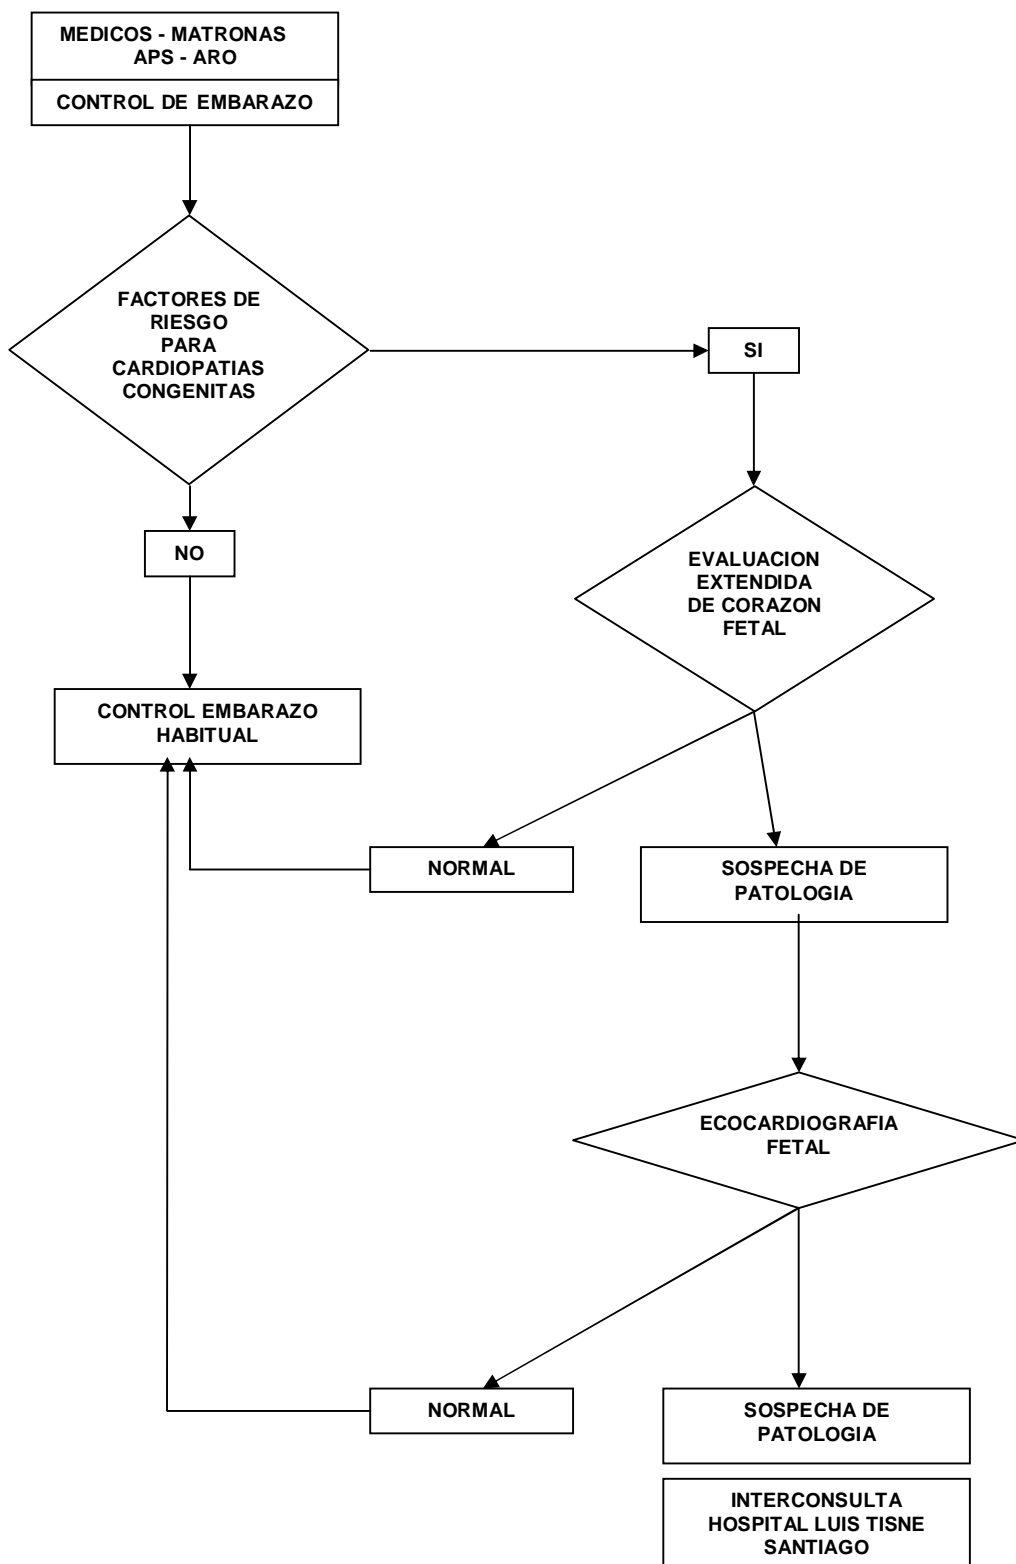 MEDICOS - MATRONAS
APS - ARO
CONTROL DE EMBARAZO
FACTORES DE
RIESGO
PARA
CARDIOPATIAS
CONGENITAS
SI
NO
EVALUACION
EXTENDIDA
DE CORAZON
FETAL
CONTROL EMBARAZO
HABITUAL
NORMAL
SOSPECHA DE
PATOLOGIA
ECOCARDIOGRAFIA
FETAL
NORMAL
SOSPECHA DE
PATOLOGIA
INTERCONSULTA
HOSPITAL LUIS TISNE
SANTIAGO